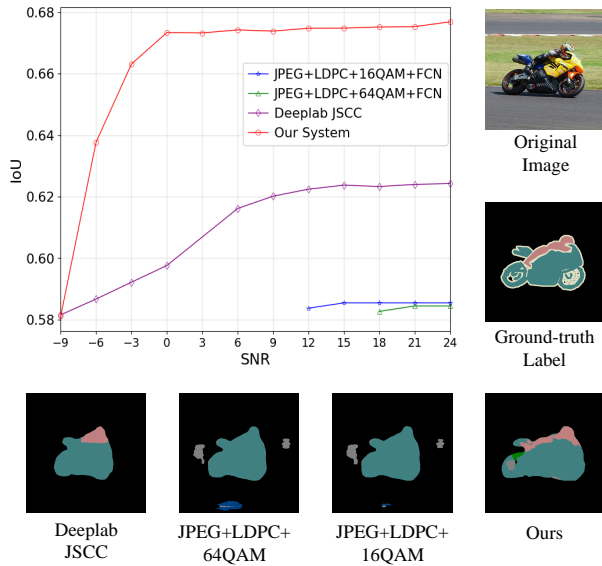 0.68
0.66
0.64
0.62
0.60
0.58
IoU
−9 −6 −3 0 3 6 9 12 15 18 21 24
SNR
JPEG+LDPC+16QAM+FCN
JPEG+LDPC+64QAM+FCN
Deeplab JSCC
Our System
Original
Image
Ground-truth
Label
Deeplab
JSCC
JPEG+LDPC+
64QAM
JPEG+LDPC+
16QAM
Ours